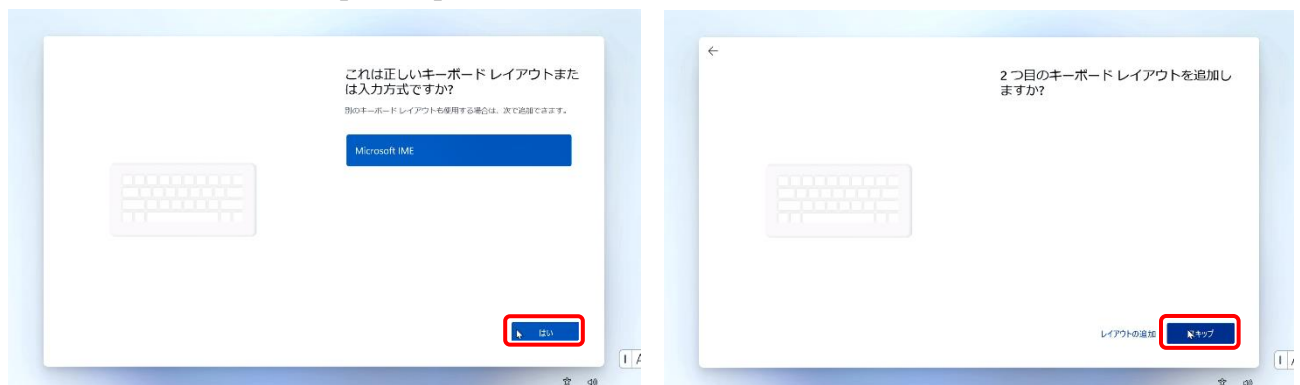 これは正しいキーボード レイアウトまた
は入力方式ですか?
別のキーボード レイアウトも使用する場合は、次で追加できます。
Microsoft IME
はい
2 つ目のキーボード レイアウトを追加し
ますか?
レイアウトの追加
スキップ